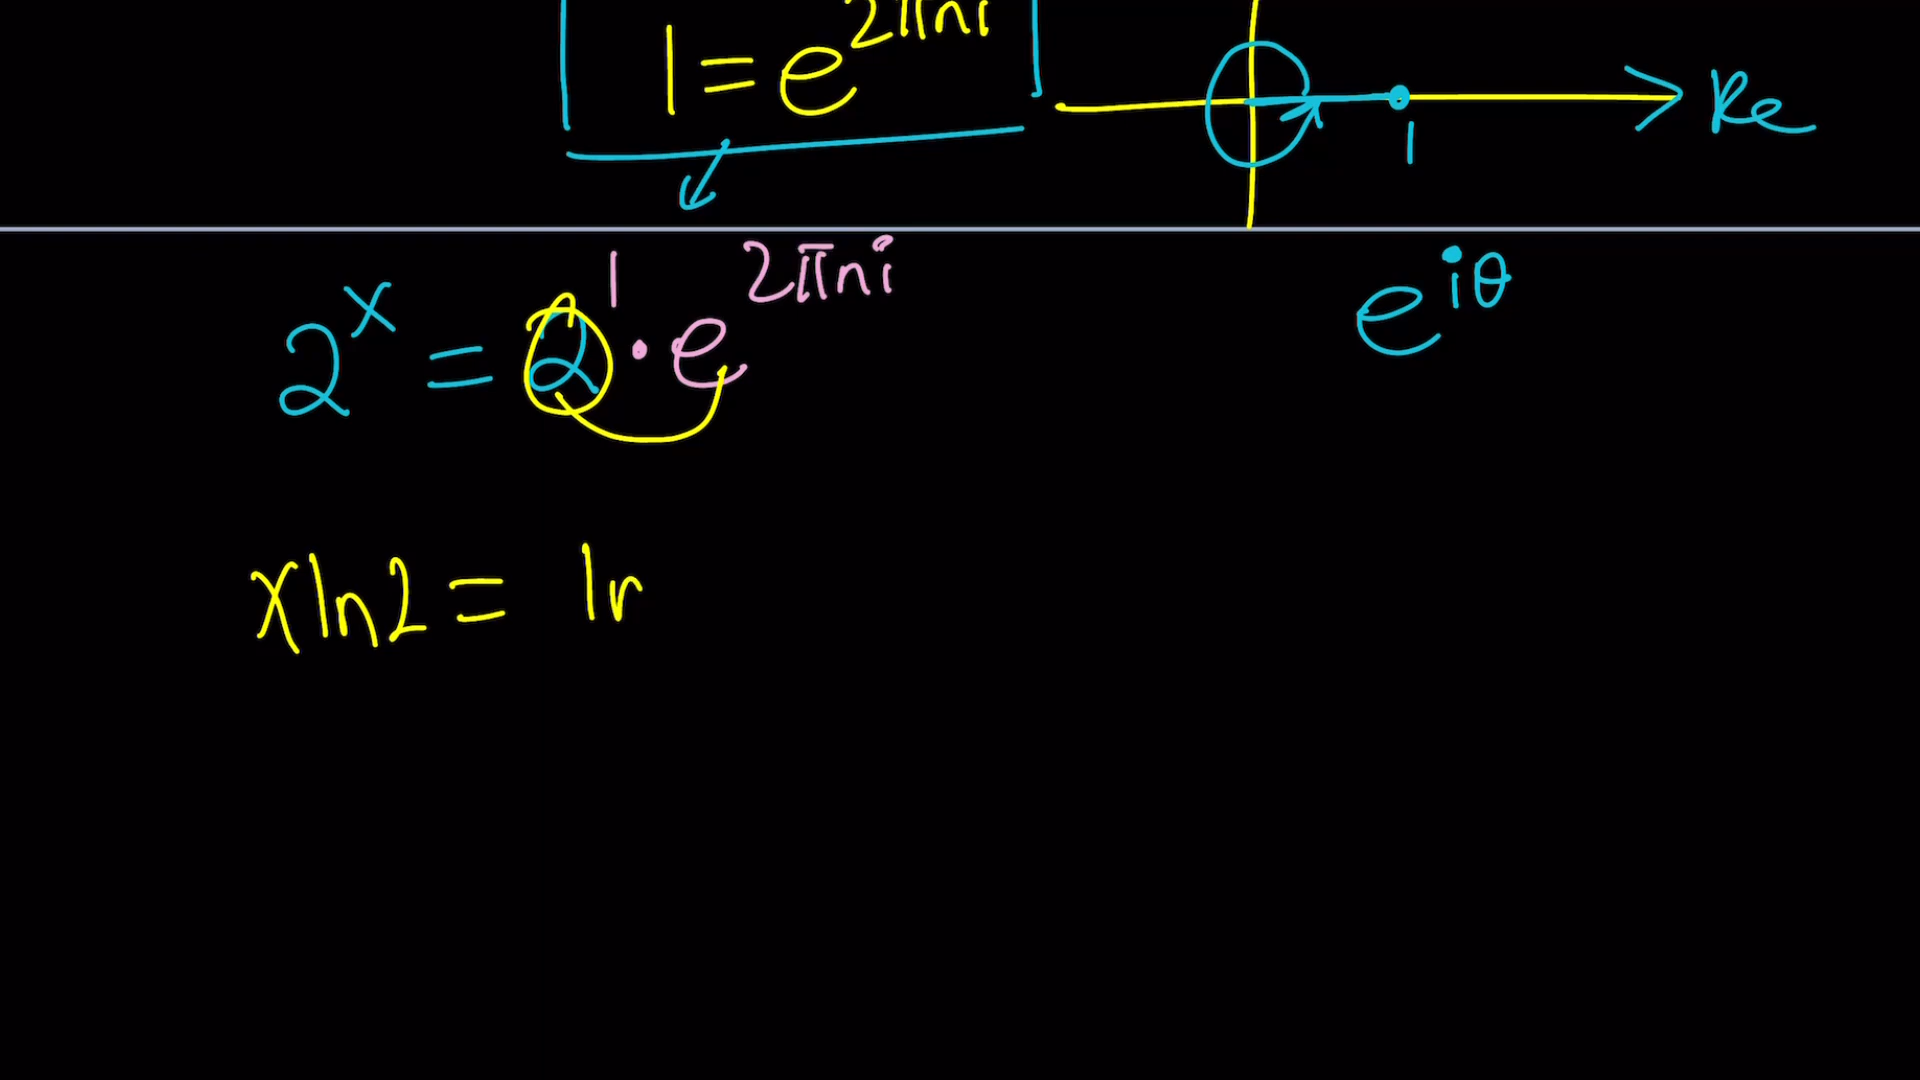 1 = e^{2πni}
Re
1
2^x = 2^1 · e^{2πni}
e^{iθ}
x ln2 = ln